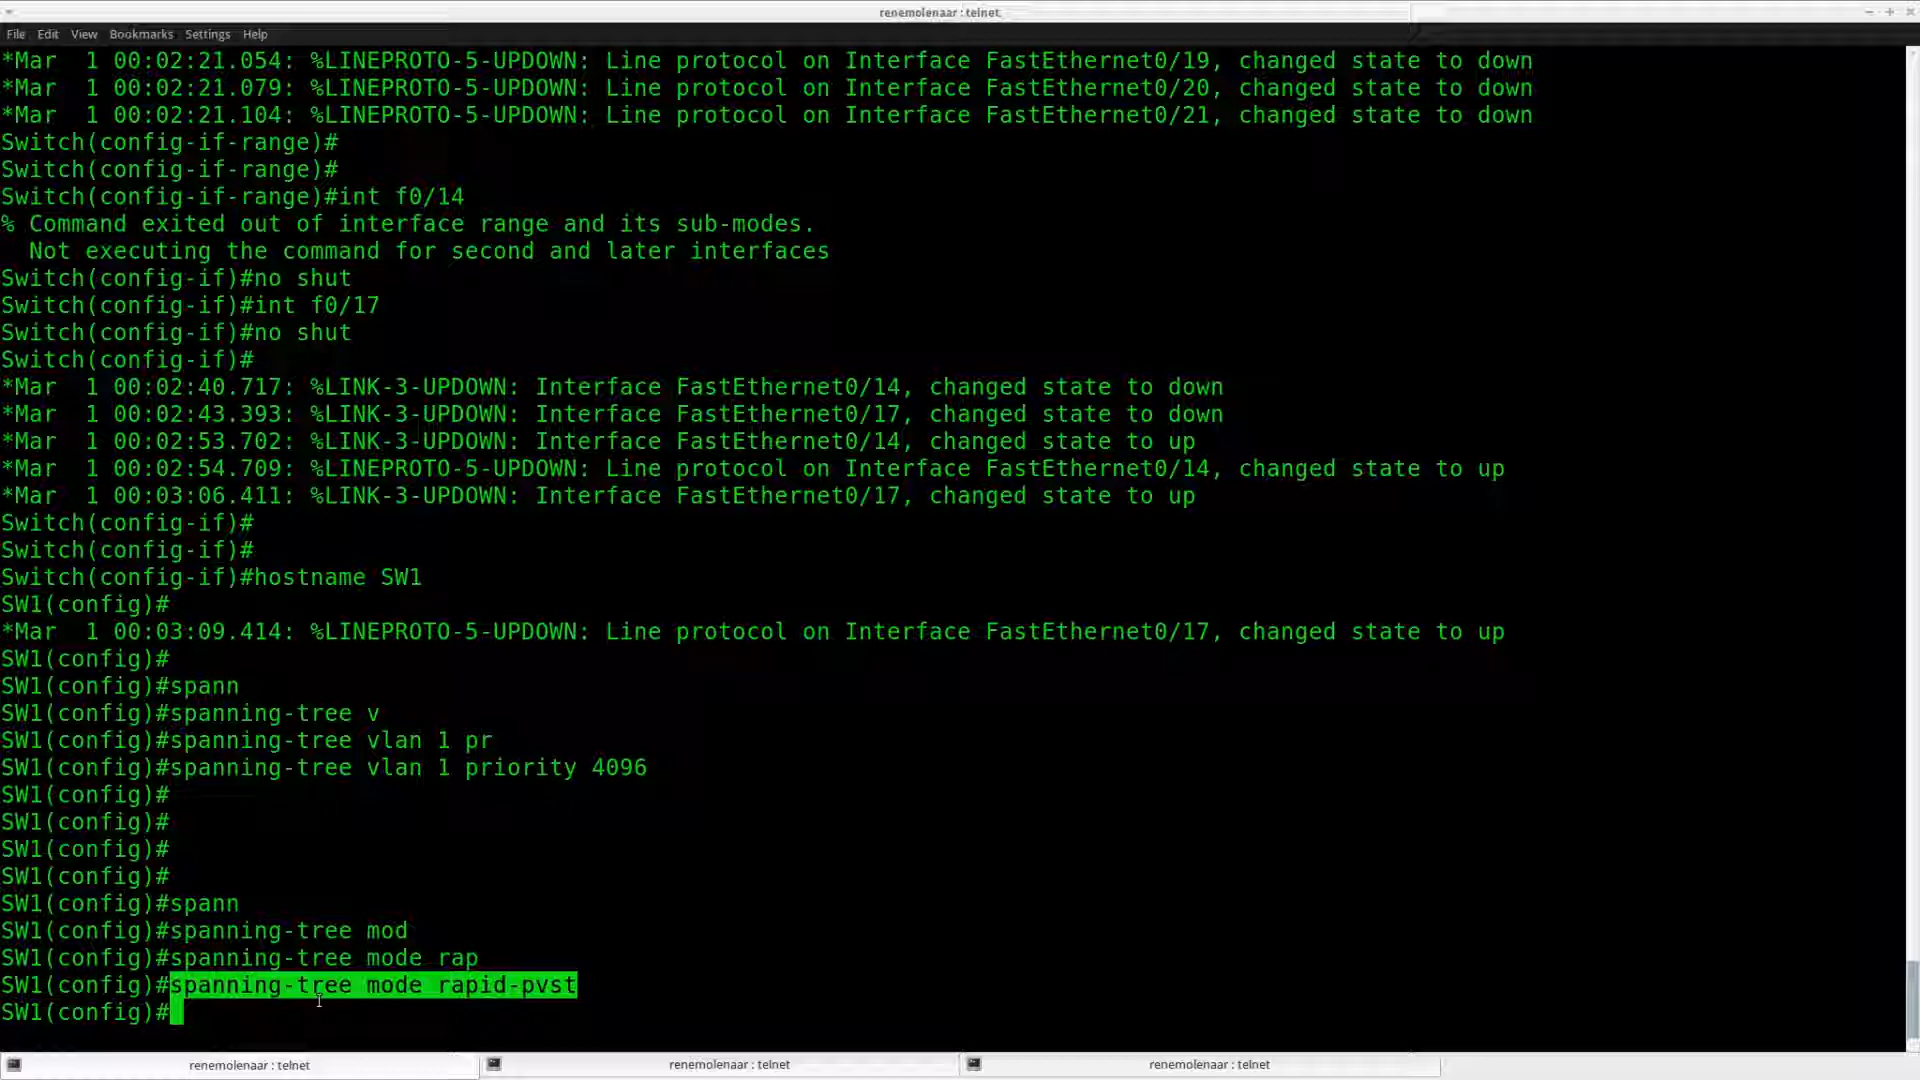 renemolenaar : telnet
File Edit View Bookmarks Settings Help
*Mar  1 00:02:21.054: %LINEPROTO-5-UPDOWN: Line protocol on Interface FastEthernet0/19, changed state to down
*Mar  1 00:02:21.079: %LINEPROTO-5-UPDOWN: Line protocol on Interface FastEthernet0/20, changed state to down
*Mar  1 00:02:21.104: %LINEPROTO-5-UPDOWN: Line protocol on Interface FastEthernet0/21, changed state to down
Switch(config-if-range)#
Switch(config-if-range)#
Switch(config-if-range)#int f0/14
% Command exited out of interface range and its sub-modes.
  Not executing the command for second and later interfaces
Switch(config-if)#no shut
Switch(config-if)#int f0/17
Switch(config-if)#no shut
Switch(config-if)#
*Mar  1 00:02:40.717: %LINK-3-UPDOWN: Interface FastEthernet0/14, changed state to down
*Mar  1 00:02:43.393: %LINK-3-UPDOWN: Interface FastEthernet0/17, changed state to down
*Mar  1 00:02:53.702: %LINK-3-UPDOWN: Interface FastEthernet0/14, changed state to up
*Mar  1 00:02:54.709: %LINEPROTO-5-UPDOWN: Line protocol on Interface FastEthernet0/14, changed state to up
*Mar  1 00:03:06.411: %LINK-3-UPDOWN: Interface FastEthernet0/17, changed state to up
Switch(config-if)#
Switch(config-if)#
Switch(config-if)#hostname SW1
SW1(config)#
*Mar  1 00:03:09.414: %LINEPROTO-5-UPDOWN: Line protocol on Interface FastEthernet0/17, changed state to up
SW1(config)#
SW1(config)#spann
SW1(config)#spanning-tree v
SW1(config)#spanning-tree vlan 1 pr
SW1(config)#spanning-tree vlan 1 priority 4096
SW1(config)#
SW1(config)#
SW1(config)#
SW1(config)#
SW1(config)#spann
SW1(config)#spanning-tree mod
SW1(config)#spanning-tree mode rap
SW1(config)#spanning-tree mode rapid-pvst
SW1(config)#
renemolenaar : telnet renemolenaar : telnet renemolenaar : telnet